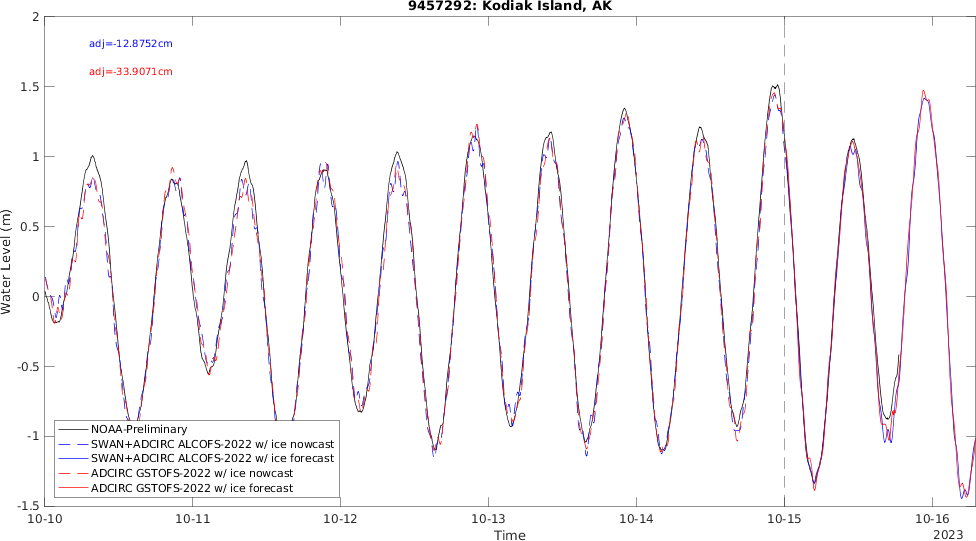 9457292: Kodiak Island, AK
adj=-12.8752cm
adj=-33.9071cm
Water Level (m)
2
1.5
1
0.5
0
-0.5
-1
-1.5
NOAA-Preliminary
SWAN+ADCIRC ALCOFS-2022 w/ ice nowcast
SWAN+ADCIRC ALCOFS-2022 w/ ice forecast
ADCIRC GSTOFS-2022 w/ ice nowcast
ADCIRC GSTOFS-2022 w/ ice forecast
10-10 10-11 10-12 10-13 10-14 10-15 10-16
Time
2023